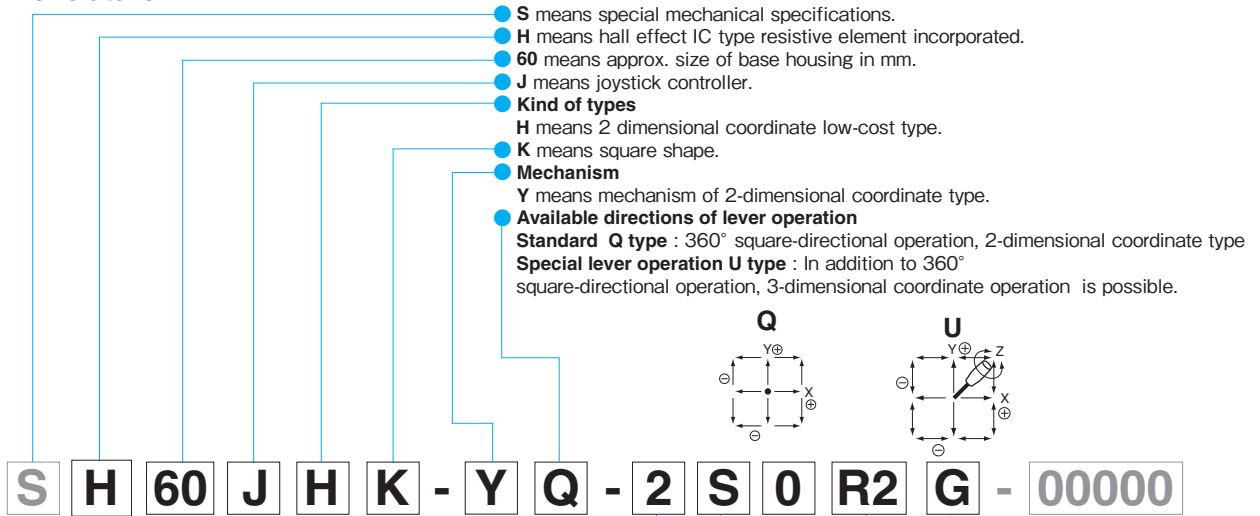 S means special mechanical specifications.
H means hall effect IC type resistive element incorporated.
60 means approx. size of base housing in mm.
J means joystick controller.
Kind of types
H means 2 dimensional coordinate low-cost type.
K means square shape.
Mechanism
Y means mechanism of 2-dimensional coordinate type.
Available directions of lever operation
Standard Q type : 360° square-directional operation, 2-dimensional coordinate type
Special lever operation U type : In addition to 360°
square-directional operation, 3-dimensional coordinate operation is possible.
Q
U
Y⊕
⊖
X
⊕
⊖
Y⊕
Z
⊖
X
⊕
⊖
S H 60 J H K - Y Q - 2 S 0 R2 G - 00000